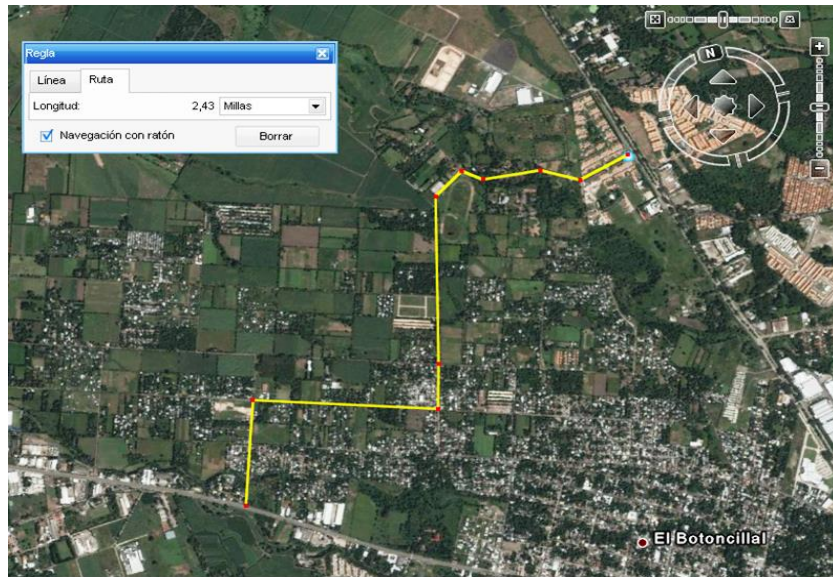 Regla
Línea
Ruta
Longitud:
2,43
Millas
Navegación con ratón
Borrar
N
El Botoncillal